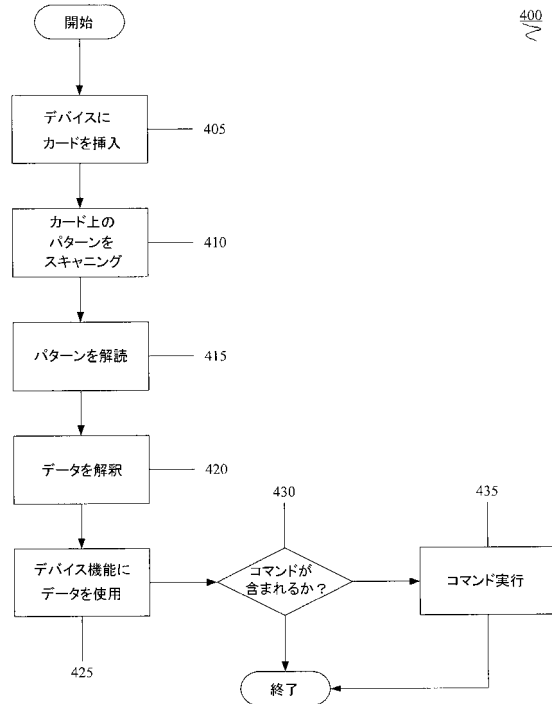 開始
400
デバイスに
カードを挿入
405
カード上の
パターンを
スキャニング
410
パターンを解読
415
データを解釈
420
430
435
デバイス機能に
データを使用
コマンドが
含まれるか？
コマンド実行
425
終了